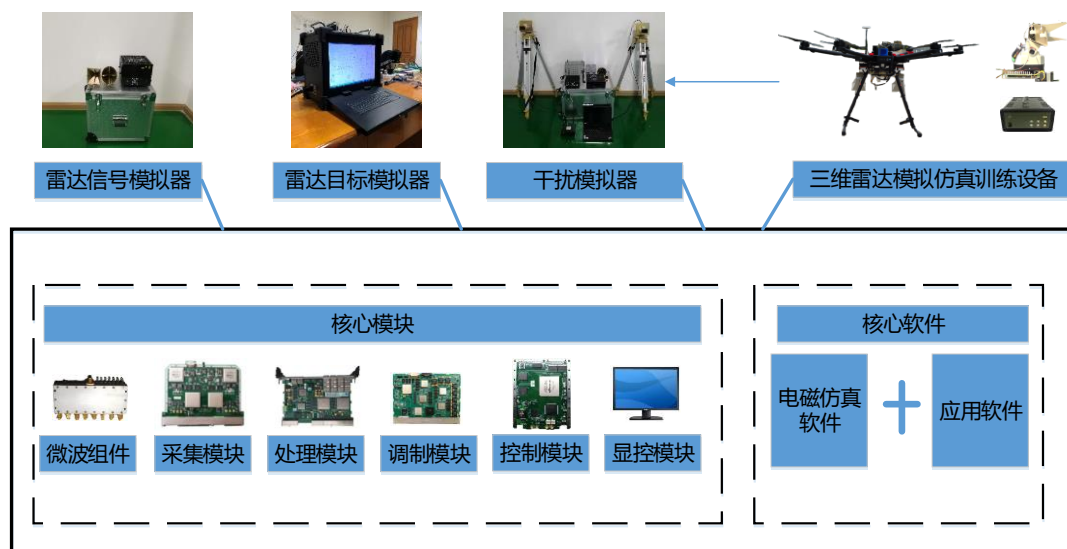 雷达信号模拟器
雷达目标模拟器
干扰模拟器
三维雷达模拟仿真训练设备
核心模块
核心软件
微波组件
采集模块
处理模块
调制模块
控制模块
显控模块
电磁仿真
软件
应用软件